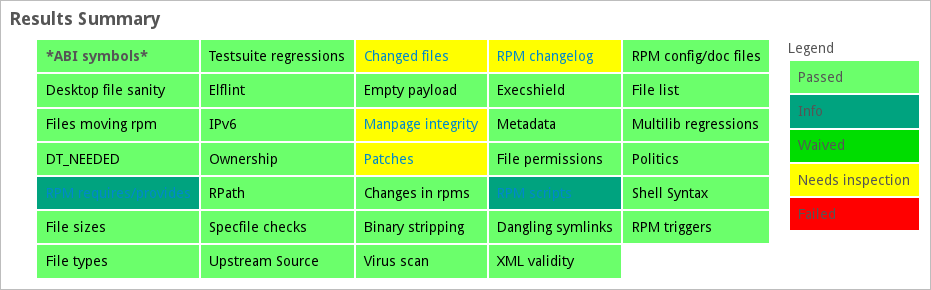 Results Summary
*ABI symbols* Testsuite regressions Changed files RPM changelog RPM config/doc files
Desktop file sanity Elflint Empty payload Execshield File list
Files moving rpm IPv6 Manpage integrity Metadata Multilib regressions
DT_NEEDED Ownership Patches File permissions Politics
RPM requires/provides RPath Changes in rpms RPM scripts Shell Syntax
File sizes Specfile checks Binary stripping Dangling symlinks RPM triggers
File types Upstream Source Virus scan XML validity
Legend
Passed
Info
Waived
Needs inspection
Failed